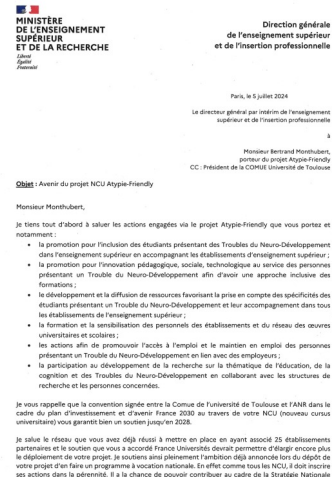 MINISTÈRE
DE L'ENSEIGNEMENT
SUPÉRIEUR
ET DE LA RECHERCHE
Liberté
Égalité
Fraternité
Direction générale
de l'enseignement supérieur
et de l'insertion professionnelle
Paris, le 5 juillet 2024
Le directeur général par intérim de l'enseignement
supérieur et de l'insertion professionnelle
à
Monsieur Bertrand Monthubert,
porteur du projet Atypie-Friendly
CC : Président de la COMUE Université de Toulouse
Objet : Avenir du projet NCU Atypie-Friendly
Monsieur Monthubert,
Je tiens tout d'abord à saluer les actions engagées via le projet Atypie-Friendly que vous portez et
notamment :
• la promotion pour l'inclusion des étudiants présentant des Troubles du Neuro-Développement
dans l'enseignement supérieur en accompagnant les établissements d'enseignement supérieur ;
• la promotion pour l'innovation pédagogique, sociale, technologique au service des personnes
présentant un Trouble du Neuro-Développement afin d'avoir une approche inclusive des
formations ;
• le développement et la diffusion de ressources favorisant la prise en compte des spécificités des
étudiants présentant un Trouble du Neuro-Développement et leur accompagnement dans tous
les établissements de l'enseignement supérieur ;
• la formation et la sensibilisation des personnels des établissements et du réseau des œuvres
universitaires et scolaires ;
• les actions afin de promouvoir l'accès à l'emploi et le maintien en emploi des personnes
présentant un Trouble du Neuro-Développement en lien avec des employeurs ;
• la participation au développement de la recherche sur la thématique de l'éducation, de la
cognition et des Troubles du Neuro-Développement en collaborant avec les structures de
recherche et les personnes concernées.
Je vous rappelle que la convention signée entre la Comue de l'université de Toulouse et l'ANR dans le
cadre du plan d'investissement et d'avenir France 2030 au travers de votre NCU (nouveau cursus
universitaire) vous garantit bien un soutien jusqu'en 2028.
Je salue le réseau que vous avez déjà réussi à mettre en place en ayant associé 25 établissements
partenaires et le soutien que vous a accordé France Universités devrait permettre d'élargir encore plus
le déploiement de votre projet. Je soutiens ainsi pleinement l'ambition déjà annoncée lors du dépôt de
votre projet d'en faire un programme à vocation nationale. En effet comme tous les NCU, il doit inscrire
ses actions dans la pérennité. Il a la chance de pouvoir contribuer au cadre de la Stratégie Nationale